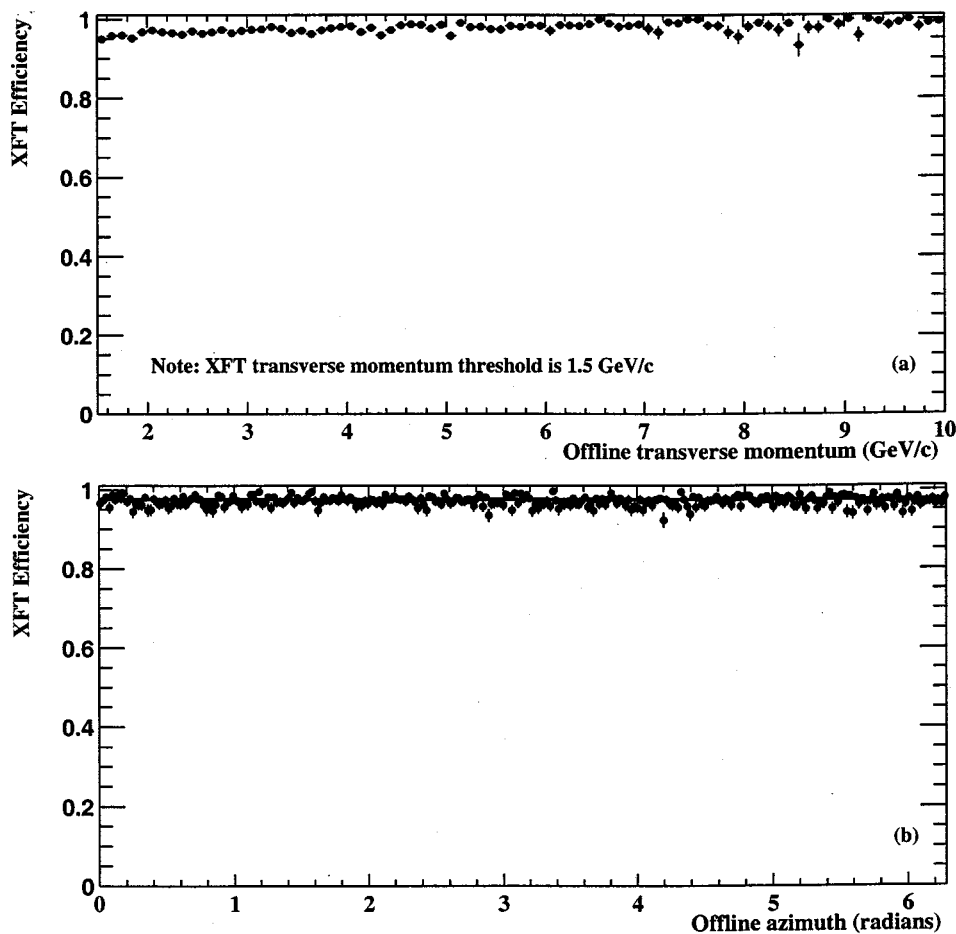 XFT Efficiency
1
0.8
0.6
0.4
0.2
0
Note: XFT transverse momentum threshold is 1.5 GeV/c
(a)
2 3 4 5 6 7 8 9 10
Offline transverse momentum (GeV/c)
XFT Efficiency
1
0.8
0.6
0.4
0.2
0
(b)
0 1 2 3 4 5 6
Offline azimuth (radians)